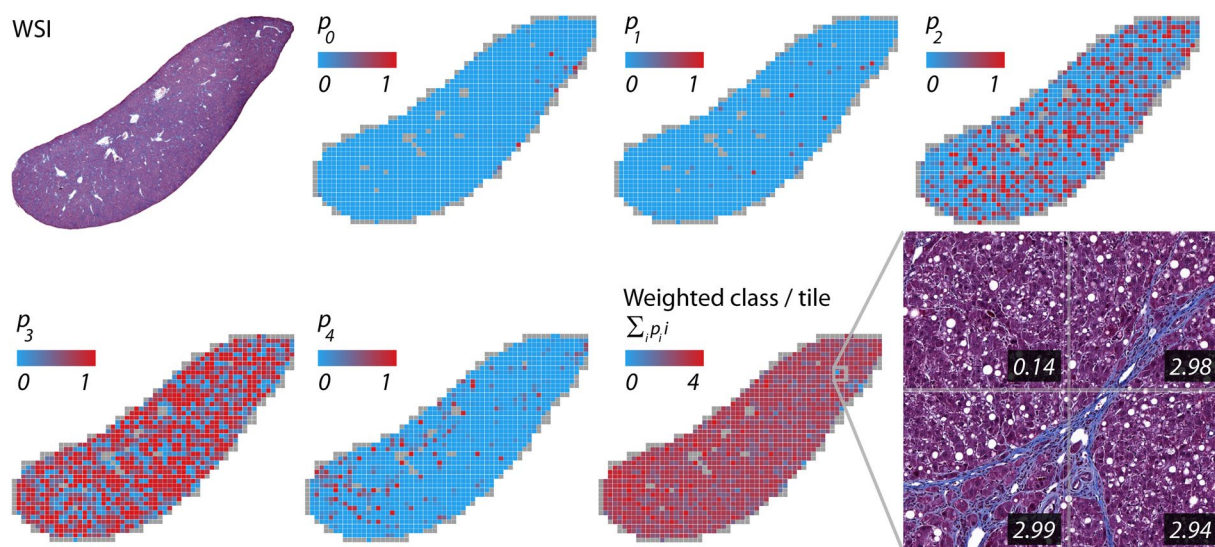 WSI
p0
0 1
p1
0 1
p2
0 1
p3
0 1
p4
0 1
Weighted class / tile
∑i pi i
0 4
0.14 2.98
2.99 2.94